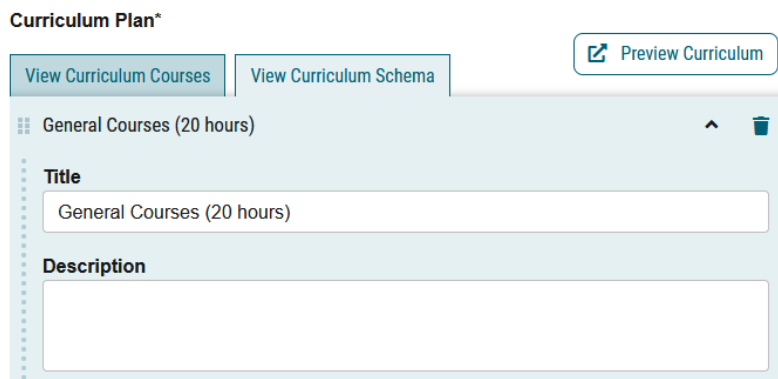 Curriculum Plan*
View Curriculum Courses
View Curriculum Schema
Preview Curriculum
General Courses (20 hours)
Title
General Courses (20 hours)
Description